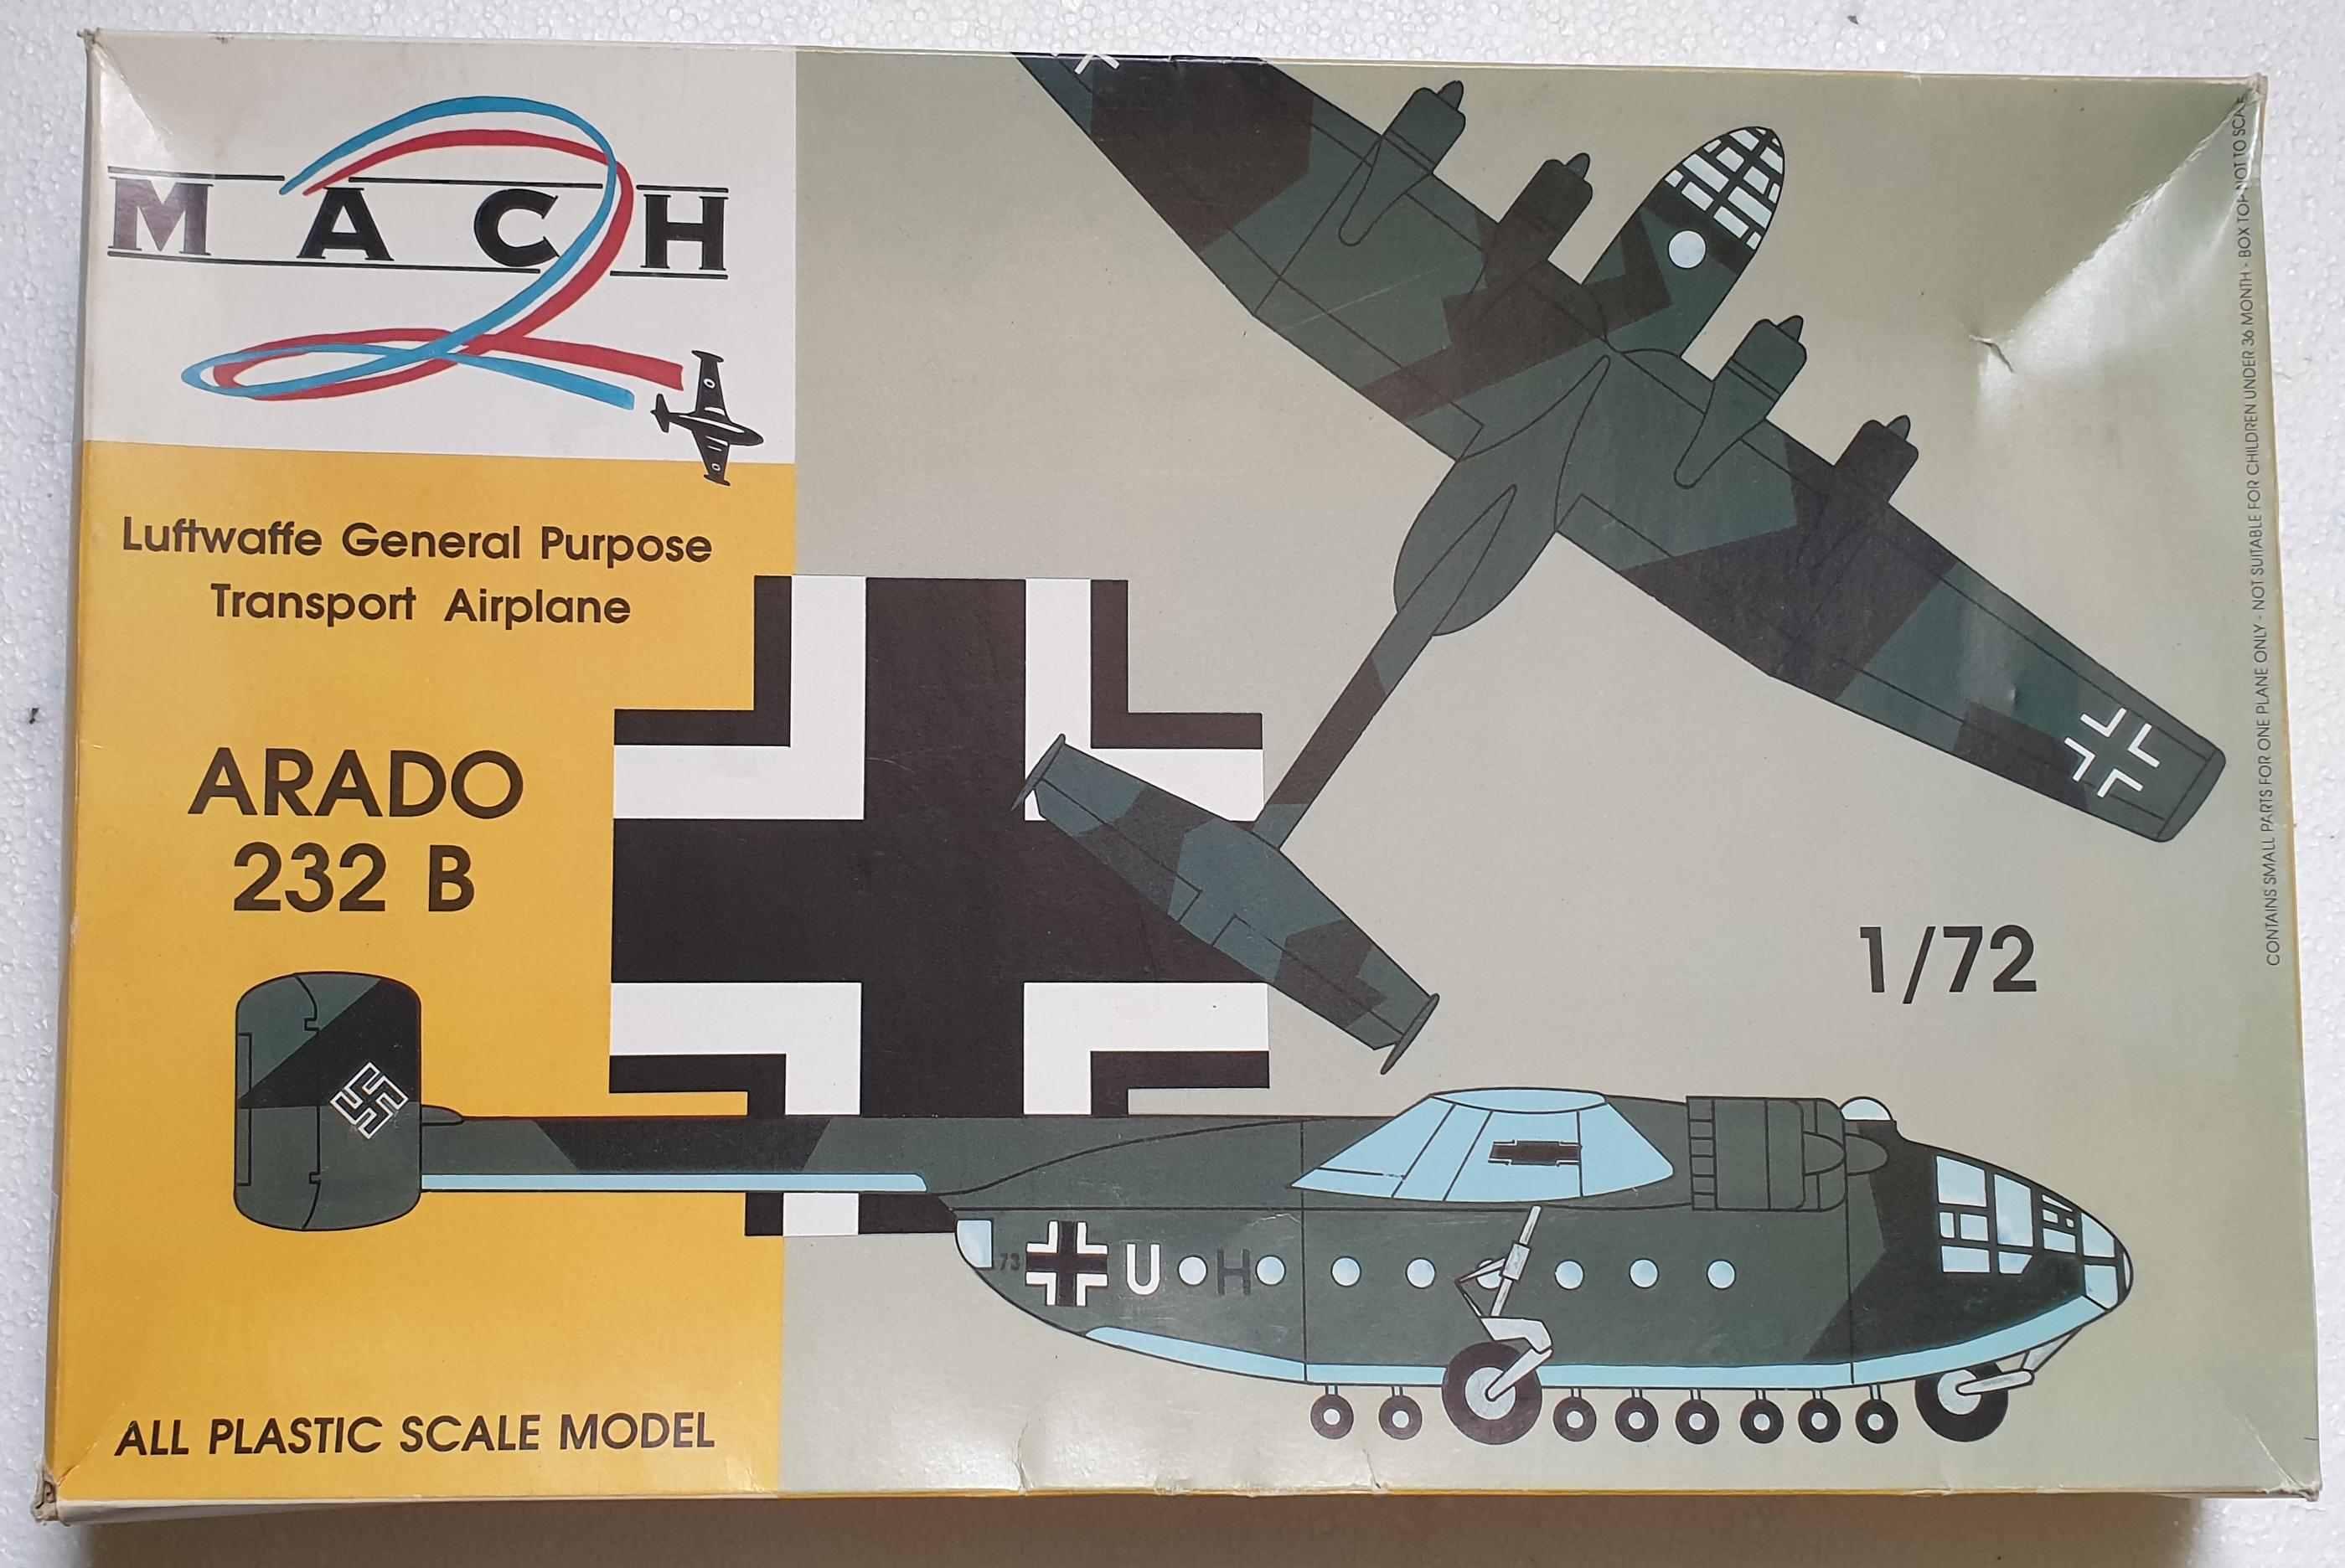 MACH 2
Luftwaffe General Purpose
Transport Airplane
ARADO
232 B
ALL PLASTIC SCALE MODEL
1/72
73 U H
CONTAINS SMALL PARTS FOR ONE PLANE ONLY - NOT SUITABLE FOR CHILDREN UNDER 36 MONTH - BOX TOP NOT TO SCALE